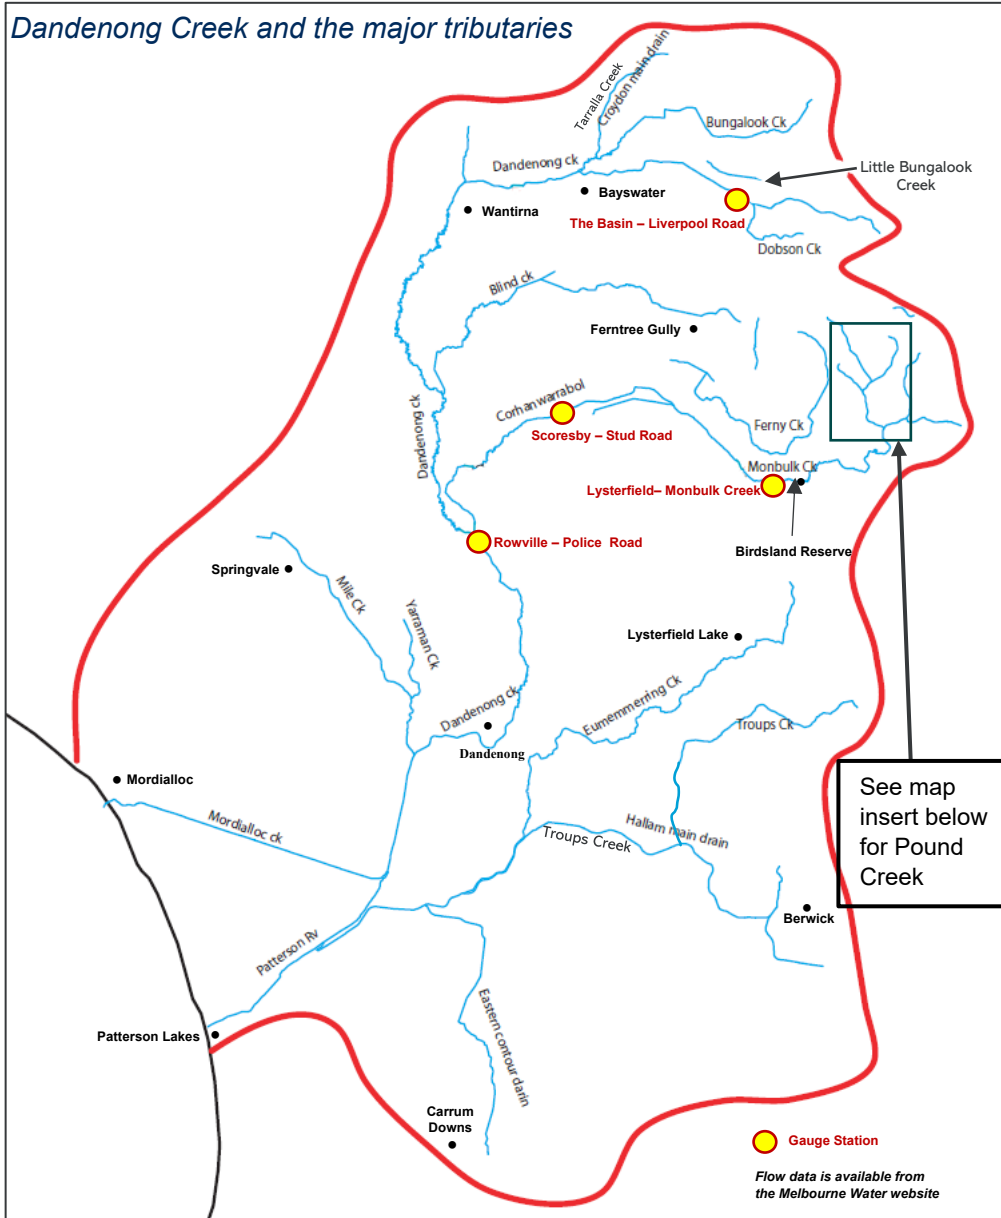 Dandenong Creek and the major tributaries
Tarralla Creek
Croydon main drain
Bungalook Ck
Dandenong ck
Little Bungalook
Creek
Bayswater
Wantirna
The Basin – Liverpool Road
Dobson Ck
Blind ck
Ferntree Gully
Dandenong ck
Corhanwarrabol
Scoresby – Stud Road
Ferny Ck
Monbulk Ck
Lysterfield– Monbulk Creek
Rowville – Police Road
Birdsland Reserve
Springvale
Mile Ck
Yarraman Ck
Lysterfield Lake
Eumemmerring Ck
Dandenong ck
Dandenong
Troups Ck
Mordialloc
See map
insert below
for Pound
Creek
Mordialloc ck
Troups Creek
Hallam main drain
Berwick
Patterson Rv
Eastern contour darin
Patterson Lakes
Carrum
Downs
Gauge Station
Flow data is available from
the Melbourne Water website